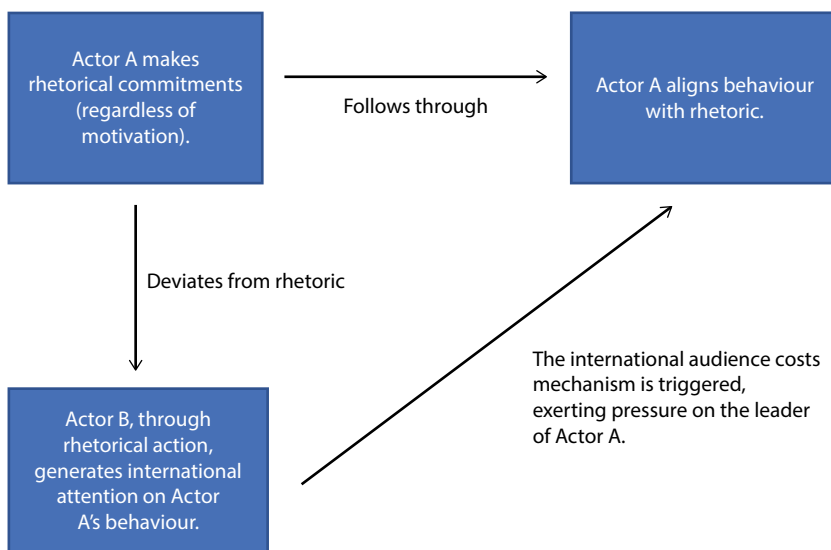 Actor A makes
rhetorical commitments
(regardless of
motivation).
Follows through
Actor A aligns behaviour
with rhetoric.
Deviates from rhetoric
Actor B, through
rhetorical action,
generates international
attention on Actor
A's behaviour.
The international audience costs
mechanism is triggered,
exerting pressure on the leader
of Actor A.